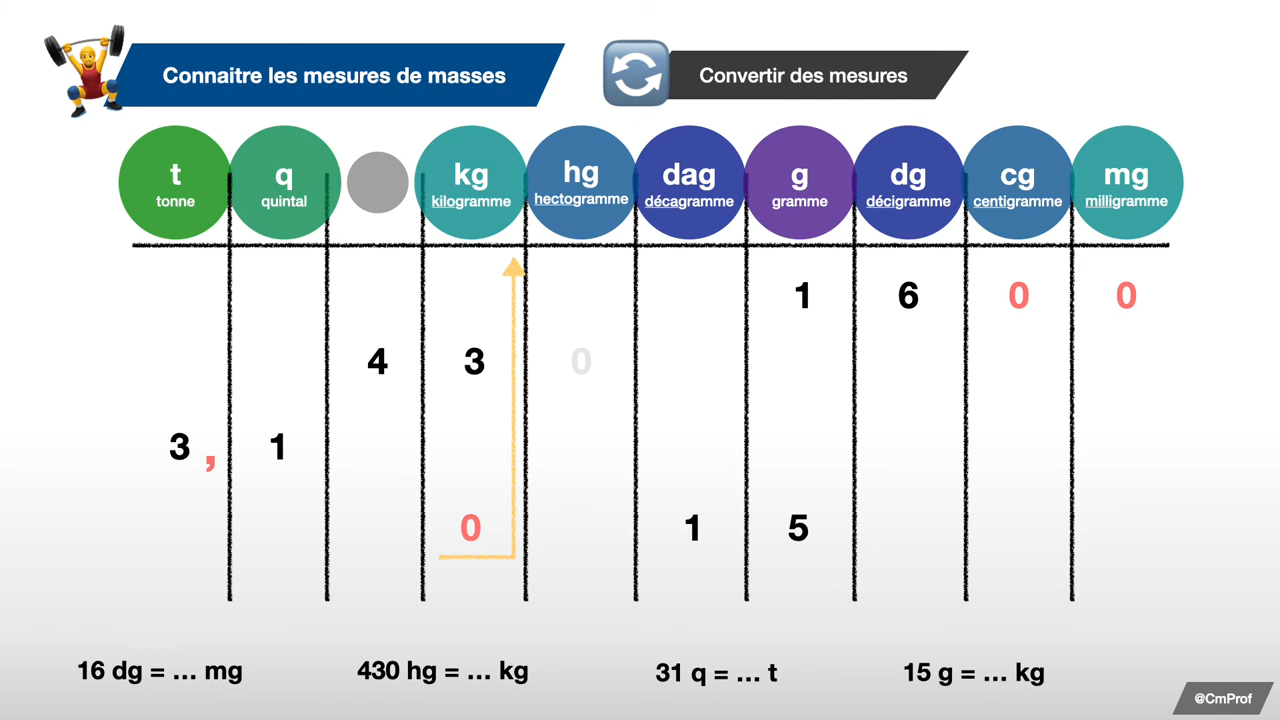 Connaitre les mesures de masses
Convertir des mesures
t q kg hg dag g dg cg mg
tonne quintal kilogramme hectogramme décagramme gramme décigramme centigramme milligramme
1 6 0 0
4 3 0
3 , 1
0 1 5
16 dg = ... mg
430 hg = ... kg
31 q = ... t
15 g = ... kg
@CmProf